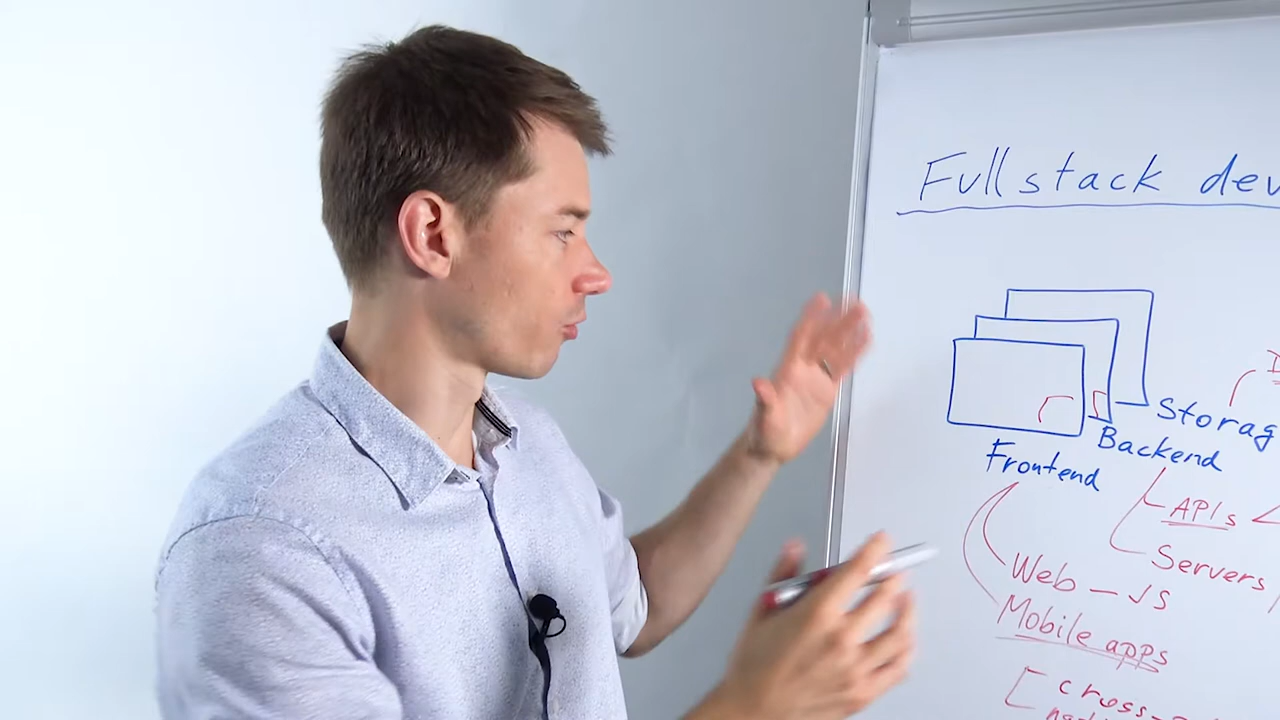 Full stack dev
Storag
Backend
Frontend
APIs
Servers
Web - JS
Mobile apps
cross-